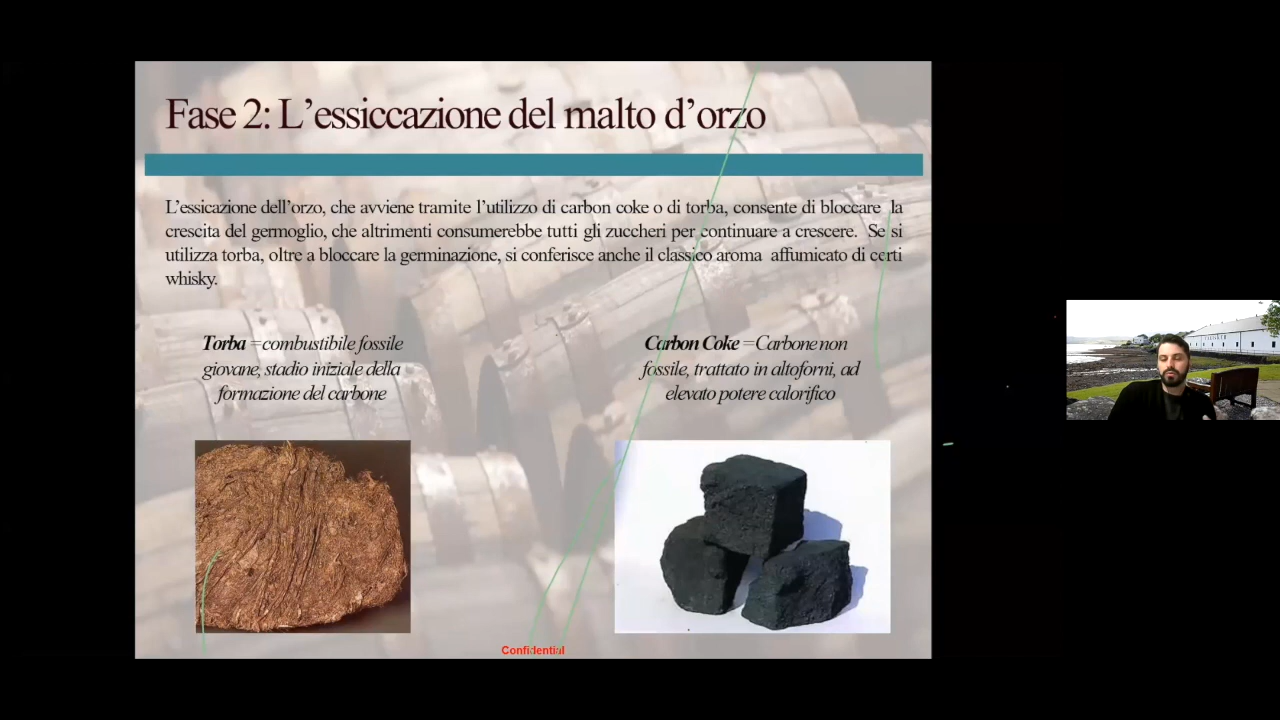 Fase 2: L’essiccazione del malto d’orzo
L’essicazione dell’orzo, che avviene tramite l’utilizzo di carbon coke o di torba, consente di bloccare la
crescita del germoglio, che altrimenti consumerebbe tutti gli zuccheri per continuare a crescere. Se si
utilizza torba, oltre a bloccare la germinazione, si conferisce anche il classico aroma affumicato di certi
whisky.
Torba = combustibile fossile
giovane, stadio iniziale della
formazione del carbone
Carbon Coke = Carbone non
fossile, trattato in altoforni, ad
elevato potere calorifico
Confidential